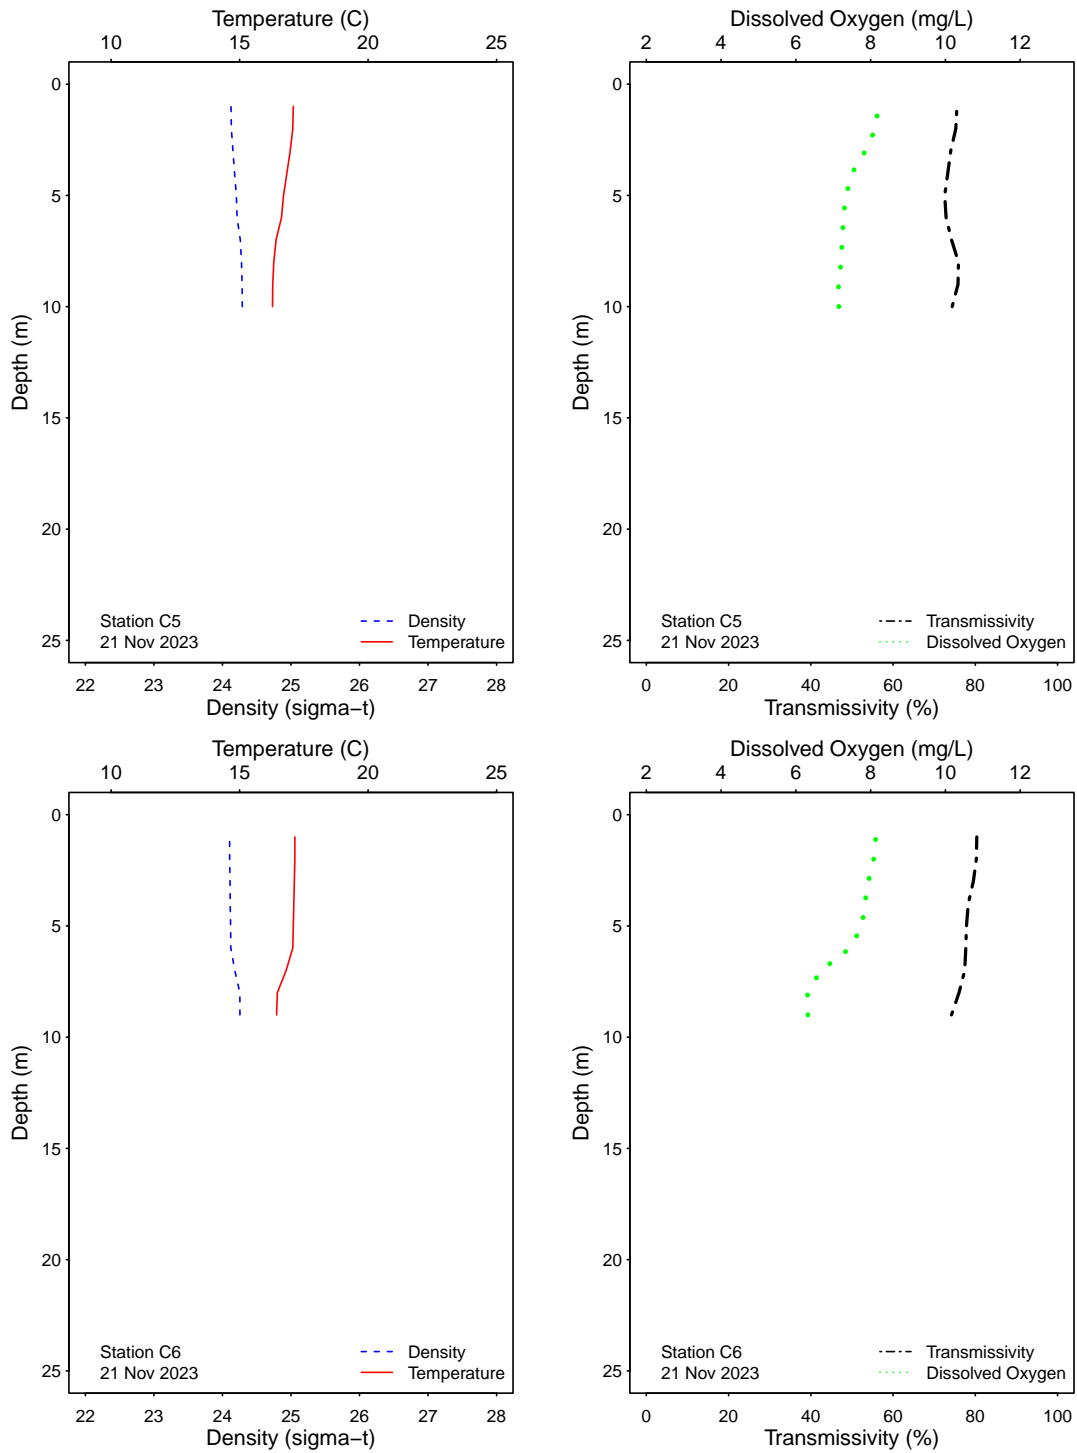 Temperature (C)
10 15 20 25
0
5
10
15
20
25
Depth (m)
Station C5
21 Nov 2023
Density
Temperature
22 23 24 25 26 27 28
Density (sigma−t)
Dissolved Oxygen (mg/L)
2 4 6 8 10 12
0
5
10
15
20
25
Depth (m)
Station C5
21 Nov 2023
Transmissivity
Dissolved Oxygen
0 20 40 60 80 100
Transmissivity (%)
Temperature (C)
10 15 20 25
0
5
10
15
20
25
Depth (m)
Station C6
21 Nov 2023
Density
Temperature
22 23 24 25 26 27 28
Density (sigma−t)
Dissolved Oxygen (mg/L)
2 4 6 8 10 12
0
5
10
15
20
25
Depth (m)
Station C6
21 Nov 2023
Transmissivity
Dissolved Oxygen
0 20 40 60 80 100
Transmissivity (%)